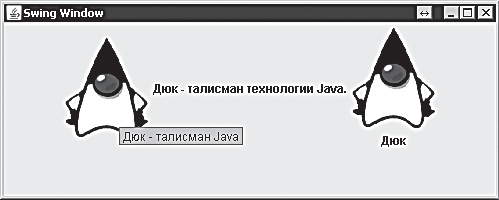 Swing Window
Дюк - талисман технологии Java.
Дюк - талисман Java
Дюк